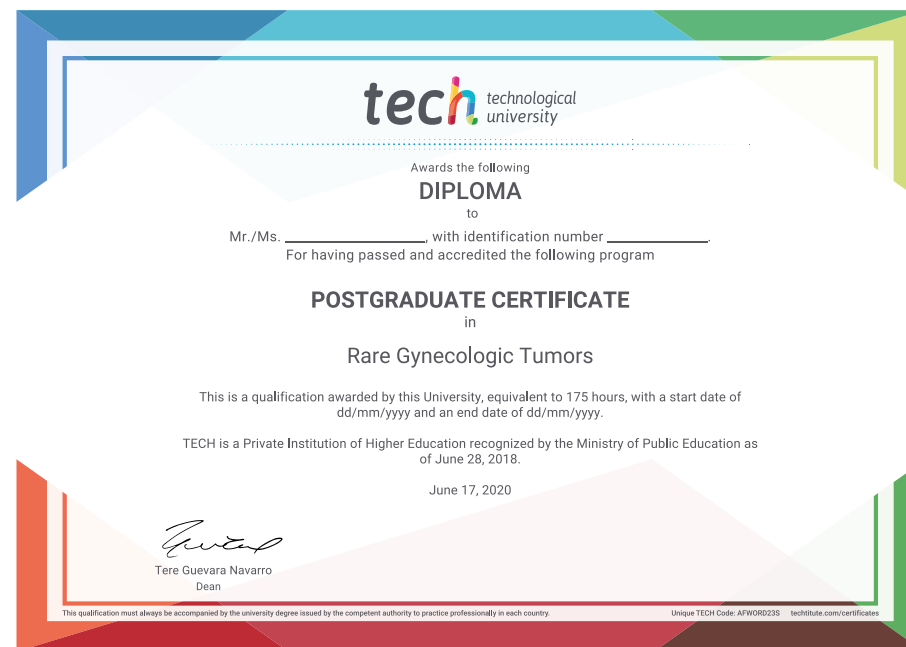 tech technological
university
Awards the following
DIPLOMA
to
Mr./Ms. ____________________, with identification number ______________.
For having passed and accredited the following program
POSTGRADUATE CERTIFICATE
in
Rare Gynecologic Tumors
This is a qualification awarded by this University, equivalent to 175 hours, with a start date of
dd/mm/yyyy and an end date of dd/mm/yyyy.
TECH is a Private Institution of Higher Education recognized by the Ministry of Public Education as
of June 28, 2018.
June 17, 2020
Tere Guevara Navarro
Dean
This qualification must always be accompanied by the university degree issued by the competent authority to practice professionally in each country. Unique TECH Code: AFWORD23S techtitute.com/certificates